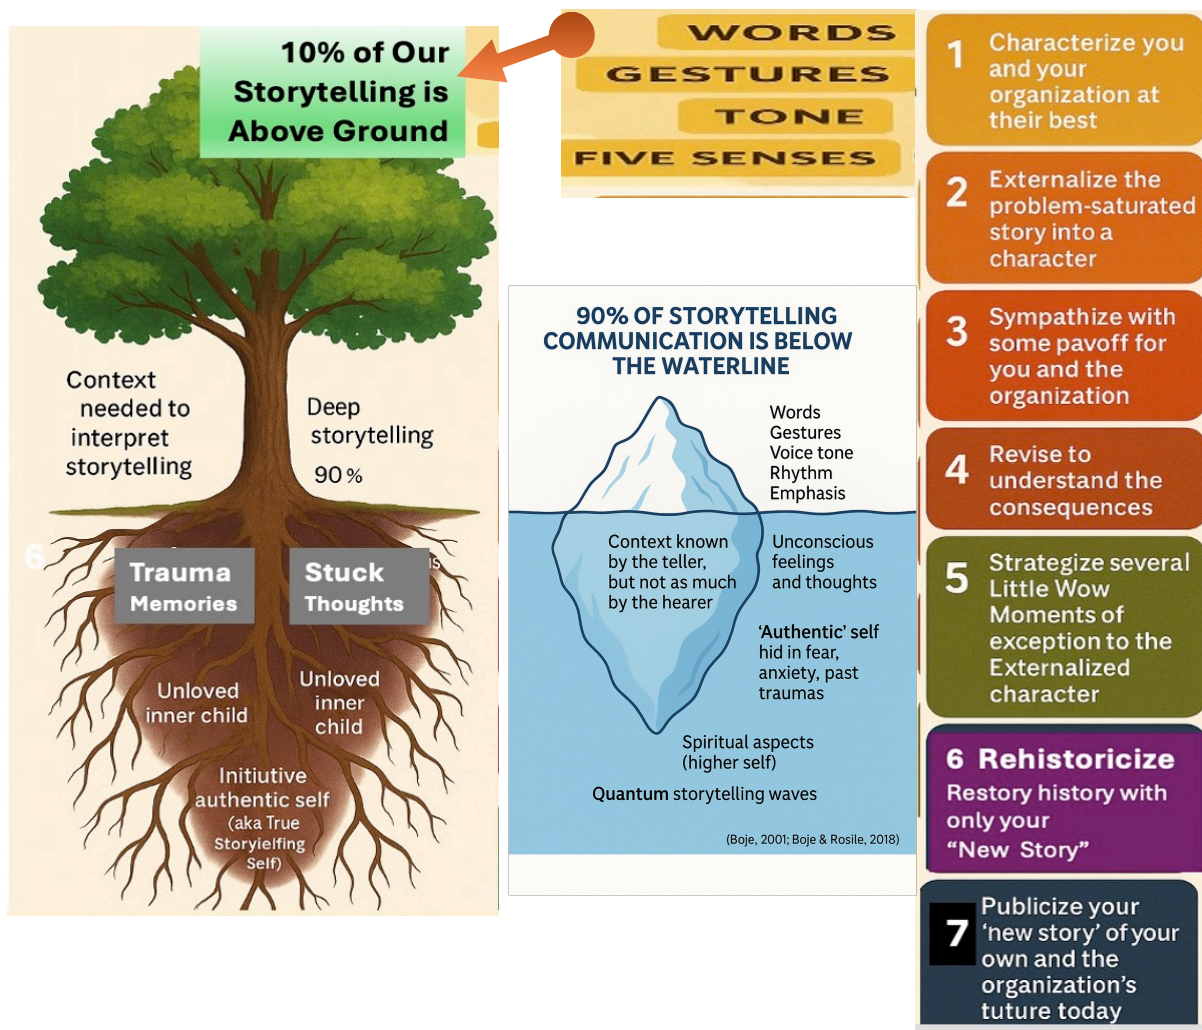 10% of Our
Storytelling is
Above Ground
Context
needed to
interpret
storytelling
Deep
storytelling
90%
6
Trauma
Memories
Stuck
Thoughts
Unloved
inner child
Unloved
inner
child
Initiutive
authentic self
(aka True
Storyielfing
Self)
WORDS
GESTURES
TONE
FIVE SENSES
90% OF STORYTELLING
COMMUNICATION IS BELOW
THE WATERLINE
Words
Gestures
Voice tone
Rhythm
Emphasis
Context known
by the teller,
but not as much
by the hearer
Unconscious
feelings
and thoughts
‘Authentic’ self
hid in fear,
anxiety, past
traumas
Spiritual aspects
(higher self)
Quantum storytelling waves
(Boje, 2001; Boje & Rosile, 2018)
1 Characterize you
and your
organization at
their best
2 Externalize the
problem-saturated
story into a
character
3 Sympathize with
some pavoff for
you and the
organization
4 Revise to
understand the
consequences
5 Strategize several
Little Wow
Moments of
exception to the
Externalized
character
6 Rehistoricize
Restory history with
only your
“New Story”
7 Publicize your
‘new story’ of your
own and the
organization’s
tuture today